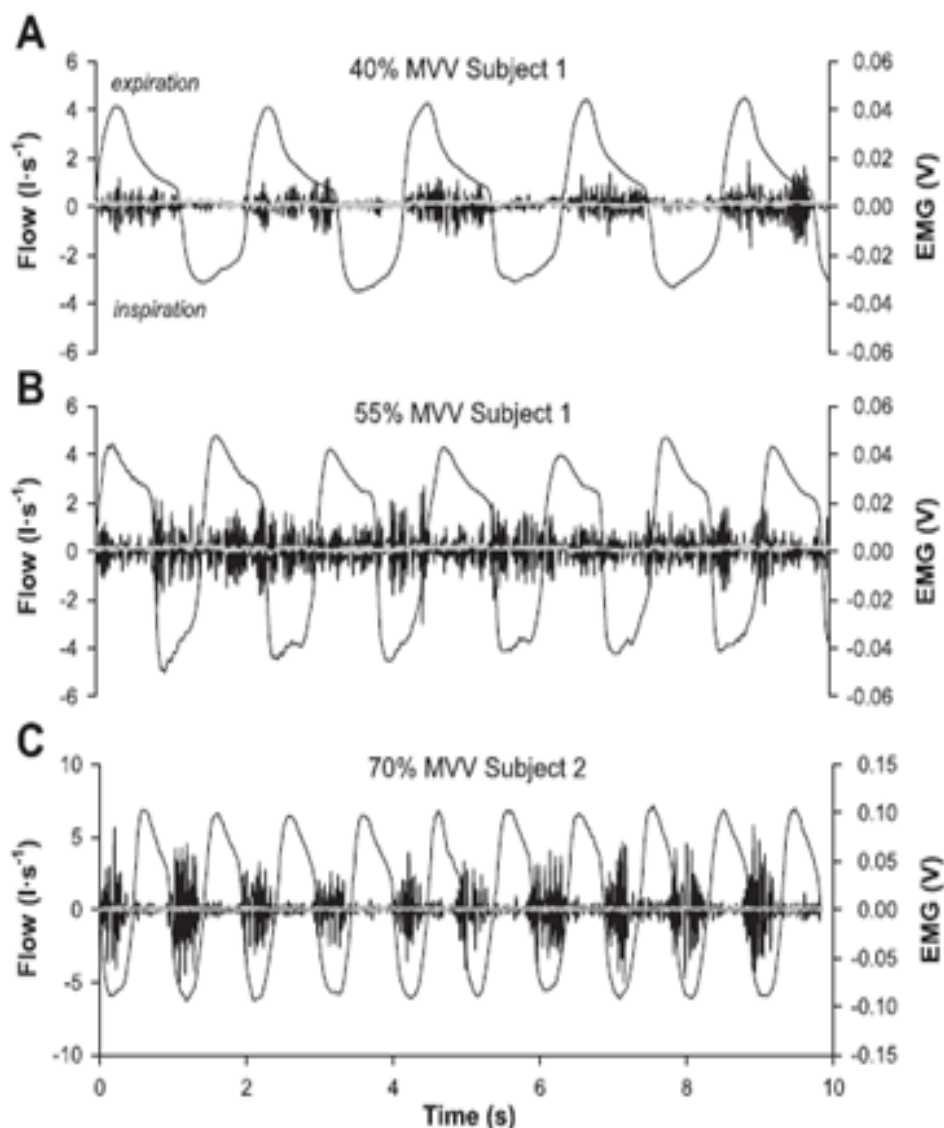 A
40% MVV Subject 1
expiration
inspiration
6
4
2
0
-2
-4
-6
Flow (l·s⁻¹)
0.06
0.04
0.02
0.00
-0.02
-0.04
-0.06
EMG (V)
B
55% MVV Subject 1
6
4
2
0
-2
-4
-6
Flow (l·s⁻¹)
0.06
0.04
0.02
0.00
-0.02
-0.04
-0.06
EMG (V)
C
70% MVV Subject 2
10
5
0
-5
-10
Flow (l·s⁻¹)
0.15
0.10
0.05
0.00
-0.05
-0.10
-0.15
EMG (V)
0 2 4 6 8 10
Time (s)